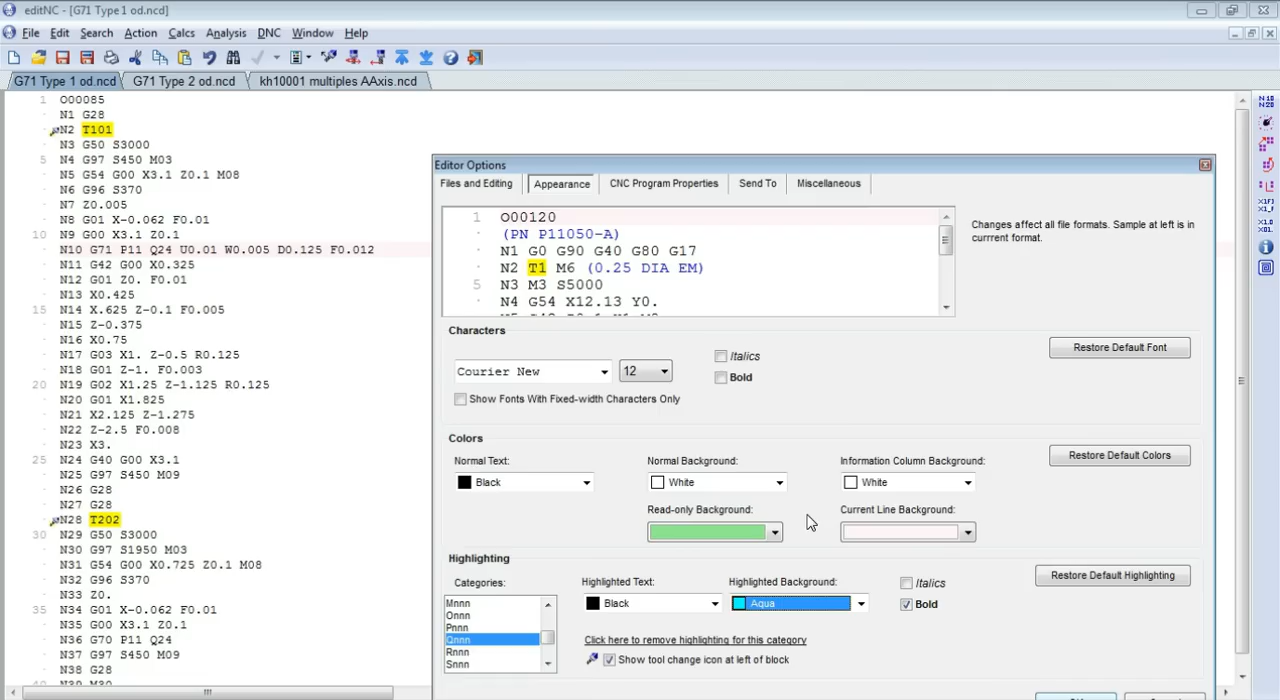 editNC - [G71 Type 1 od.ncd]
File Edit Search Action Calcs Analysis DNC Window Help
G71 Type 1 od.ncd G71 Type 2 od.ncd kh10001 multiples AAxis.ncd
1 O00085
N1 G28
N2 T101
N3 G50 S3000
5 N4 G97 S450 M03
N5 G54 G00 X3.1 Z0.1 M08
N6 G96 S370
N7 Z0.005
N8 G01 X-0.062 F0.01
10 N9 G00 X3.1 Z0.1
N10 G71 P11 Q24 U0.01 W0.005 D0.125 F0.012
N11 G42 G00 X0.325
N12 G01 Z0. F0.01
N13 X0.425
15 N14 X.625 Z-0.1 F0.005
N15 Z-0.375
N16 X0.75
N17 G03 X1. Z-0.5 R0.125
N18 G01 Z-1. F0.003
20 N19 G02 X1.25 Z-1.125 R0.125
N20 G01 X1.825
N21 X2.125 Z-1.275
N22 Z-2.5 F0.008
N23 X3.
25 N24 G40 G00 X3.1
N25 G97 S450 M09
N26 G28
N27 G28
N28 T202
30 N29 G50 S3000
N30 G97 S1950 M03
N31 G54 G00 X0.725 Z0.1 M08
N32 G96 S370
N33 Z0.
35 N34 G01 X-0.062 F0.01
N35 G00 X3.1 Z0.1
N36 G70 P11 Q24
N37 G97 S450 M09
N38 G28
N39 M30
Editor Options
Files and Editing Appearance CNC Program Properties Send To Miscellaneous
1 O00120
(PN P11050-A)
N1 G0 G90 G40 G80 G17
N2 T1 M6 (0.25 DIA EM)
5 N3 M3 S5000
N4 G54 X12.13 Y0.
Changes affect all file formats. Sample at left is in
currrent format.
Characters
Courier New 12 Italics
Bold
Restore Default Font
Show Fonts With Fixed-width Characters Only
Colors
Restore Default Colors
Normal Text: Normal Background: Information Column Background:
Black White White
Read-only Background: Current Line Background:
Highlighting
Restore Default Highlighting
Categories: Highlighted Text: Highlighted Background: Italics
Black Aqua Bold
Mnnn
Onnn
Pnnn
Qnnn
Rnnn
Snnn
Click here to remove highlighting for this category
Show tool change icon at left of block
N10
N20